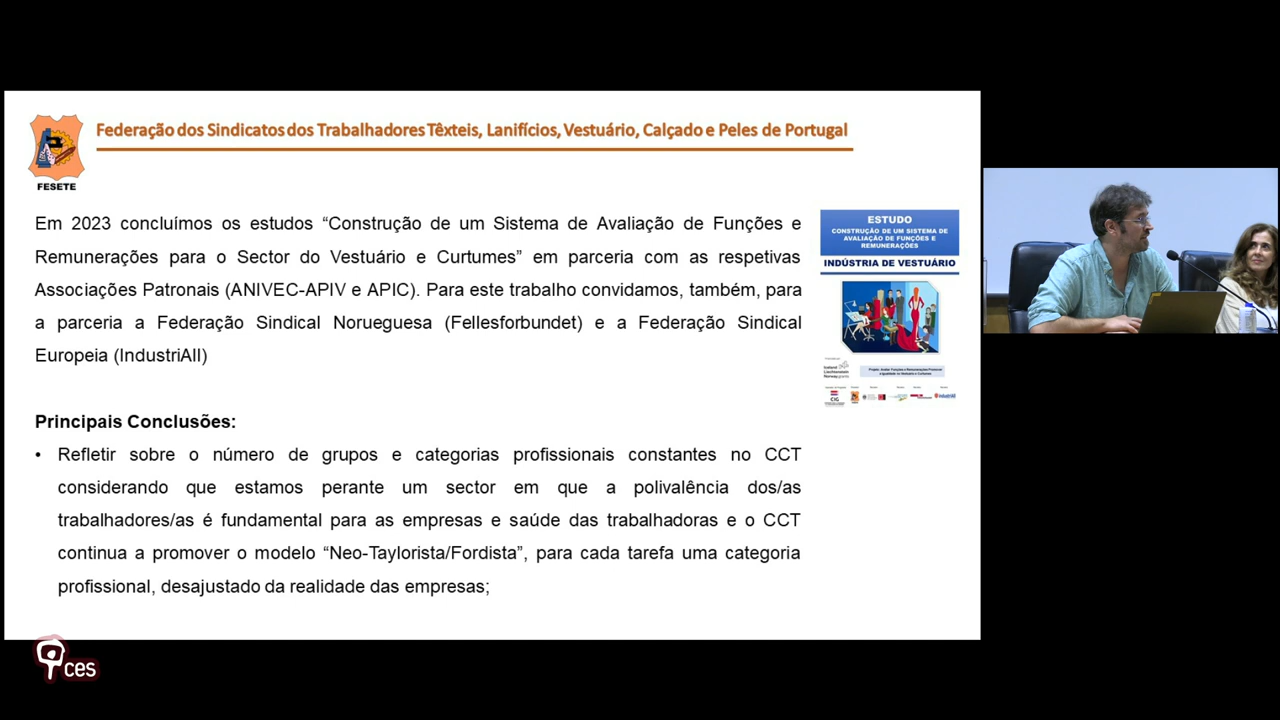 Federação dos Sindicatos dos Trabalhadores Têxteis, Lanifícios, Vestuário, Calçado e Peles de Portugal
FESETE
Em 2023 concluímos os estudos “Construção de um Sistema de Avaliação de Funções e
Remunerações para o Sector do Vestuário e Curtumes” em parceria com as respetivas
Associações Patronais (ANIVEC-APIV e APIC). Para este trabalho convidamos, também, para
a parceria a Federação Sindical Norueguesa (Fellesforbundet) e a Federação Sindical
Europeia (IndustriAll)
Principais Conclusões:
• Refletir sobre o número de grupos e categorias profissionais constantes no CCT
considerando que estamos perante um sector em que a polivalência dos/as
trabalhadores/as é fundamental para as empresas e saúde das trabalhadoras e o CCT
continua a promover o modelo “Neo-Taylorista/Fordista”, para cada tarefa uma categoria
profissional, desajustado da realidade das empresas;
ESTUDO
CONSTRUÇÃO DE UM SISTEMA DE
AVALIAÇÃO DE FUNÇÕES E
REMUNERAÇÕES
INDÚSTRIA DE VESTUÁRIO
Iceland
Liechtenstein
Norway grants
CIG
ces